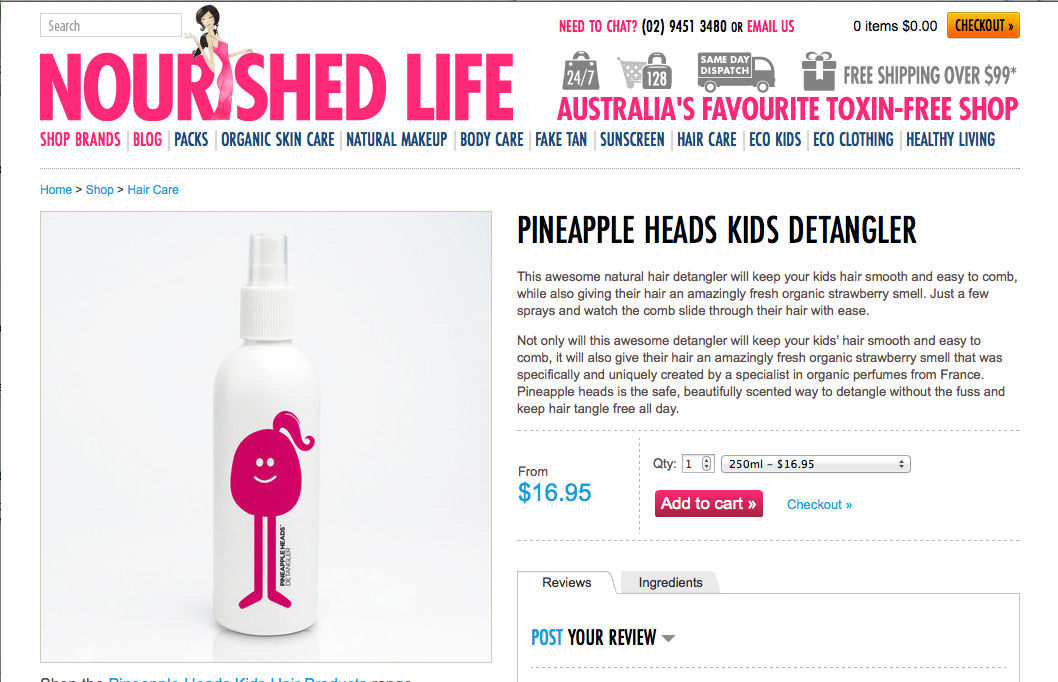 Search
NEED TO CHAT? (02) 9451 3480 OR EMAIL US
0 items $0.00
CHECKOUT »
NOURISHED LIFE
24/7
128
SAME DAY
DISPATCH
FREE SHIPPING OVER $99*
AUSTRALIA'S FAVOURITE TOXIN-FREE SHOP
SHOP BRANDS | BLOG | PACKS | ORGANIC SKIN CARE | NATURAL MAKEUP | BODY CARE | FAKE TAN | SUNSCREEN | HAIR CARE | ECO KIDS | ECO CLOTHING | HEALTHY LIVING
Home > Shop > Hair Care
PINEAPPLE HEADS™
DETANGLER
PINEAPPLE HEADS KIDS DETANGLER
This awesome natural hair detangler will keep your kids hair smooth and easy to comb,
while also giving their hair an amazingly fresh organic strawberry smell. Just a few
sprays and watch the comb slide through their hair with ease.
Not only will this awesome detangler will keep your kids’ hair smooth and easy to
comb, it will also give their hair an amazingly fresh organic strawberry smell that was
specifically and uniquely created by a specialist in organic perfumes from France.
Pineapple heads is the safe, beautifully scented way to detangle without the fuss and
keep hair tangle free all day.
From
$16.95
Qty: 1
250ml – $16.95
Add to cart »
Checkout »
Reviews
Ingredients
POST YOUR REVIEW
Shop the Pineapple Heads Kids Hair Products range